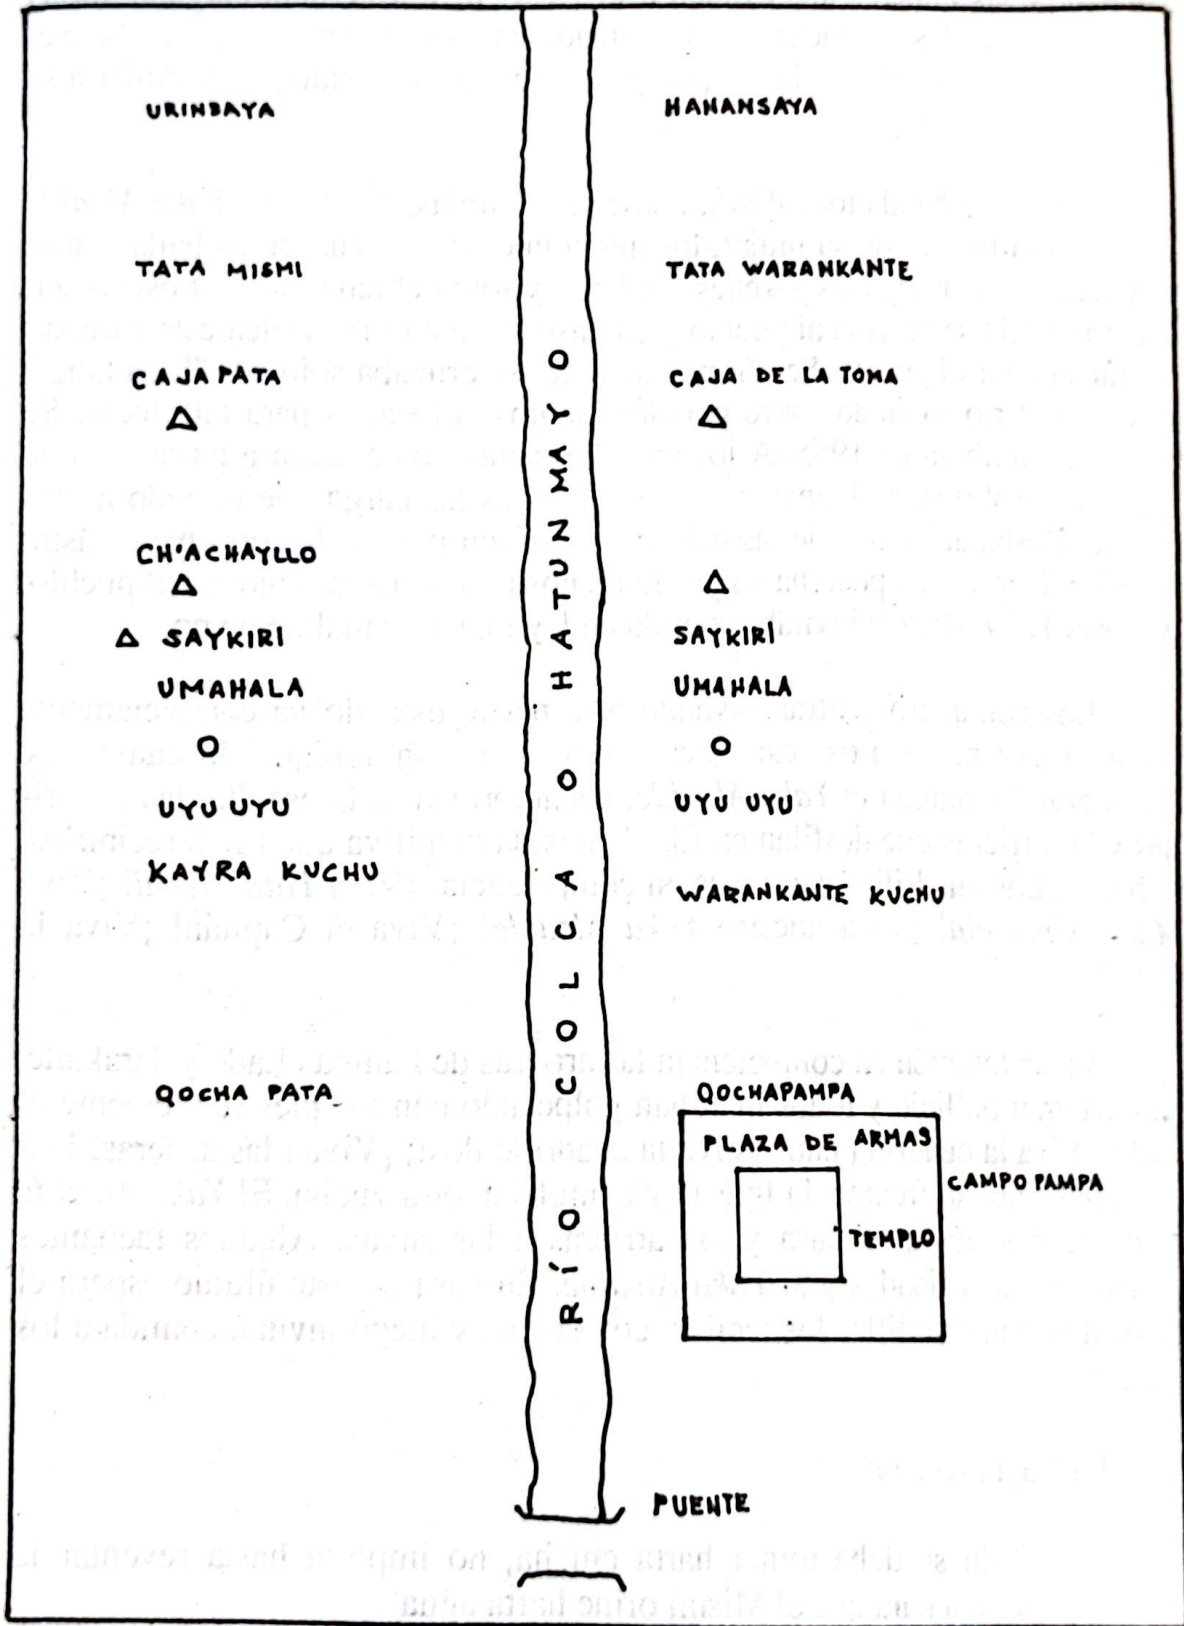 URINSAYA
TATA MISMI
CAJA PATA
CH'ACHAYLLO
SAYKIRI
UMAHALA
UYU UYU
KAYRA KUCHU
QOCHA PATA
RÍO COLCA O HATUNMAYO
HANANSAYA
TATA WARANKANTE
CAJA DE LA TOMA
SAYKIRI
UMAHALA
UYU UYU
WARANKANTE KUCHU
QOCHAPAMPA
PLAZA DE ARMAS
CAMPO PAMPA
TEMPLO
PUENTE